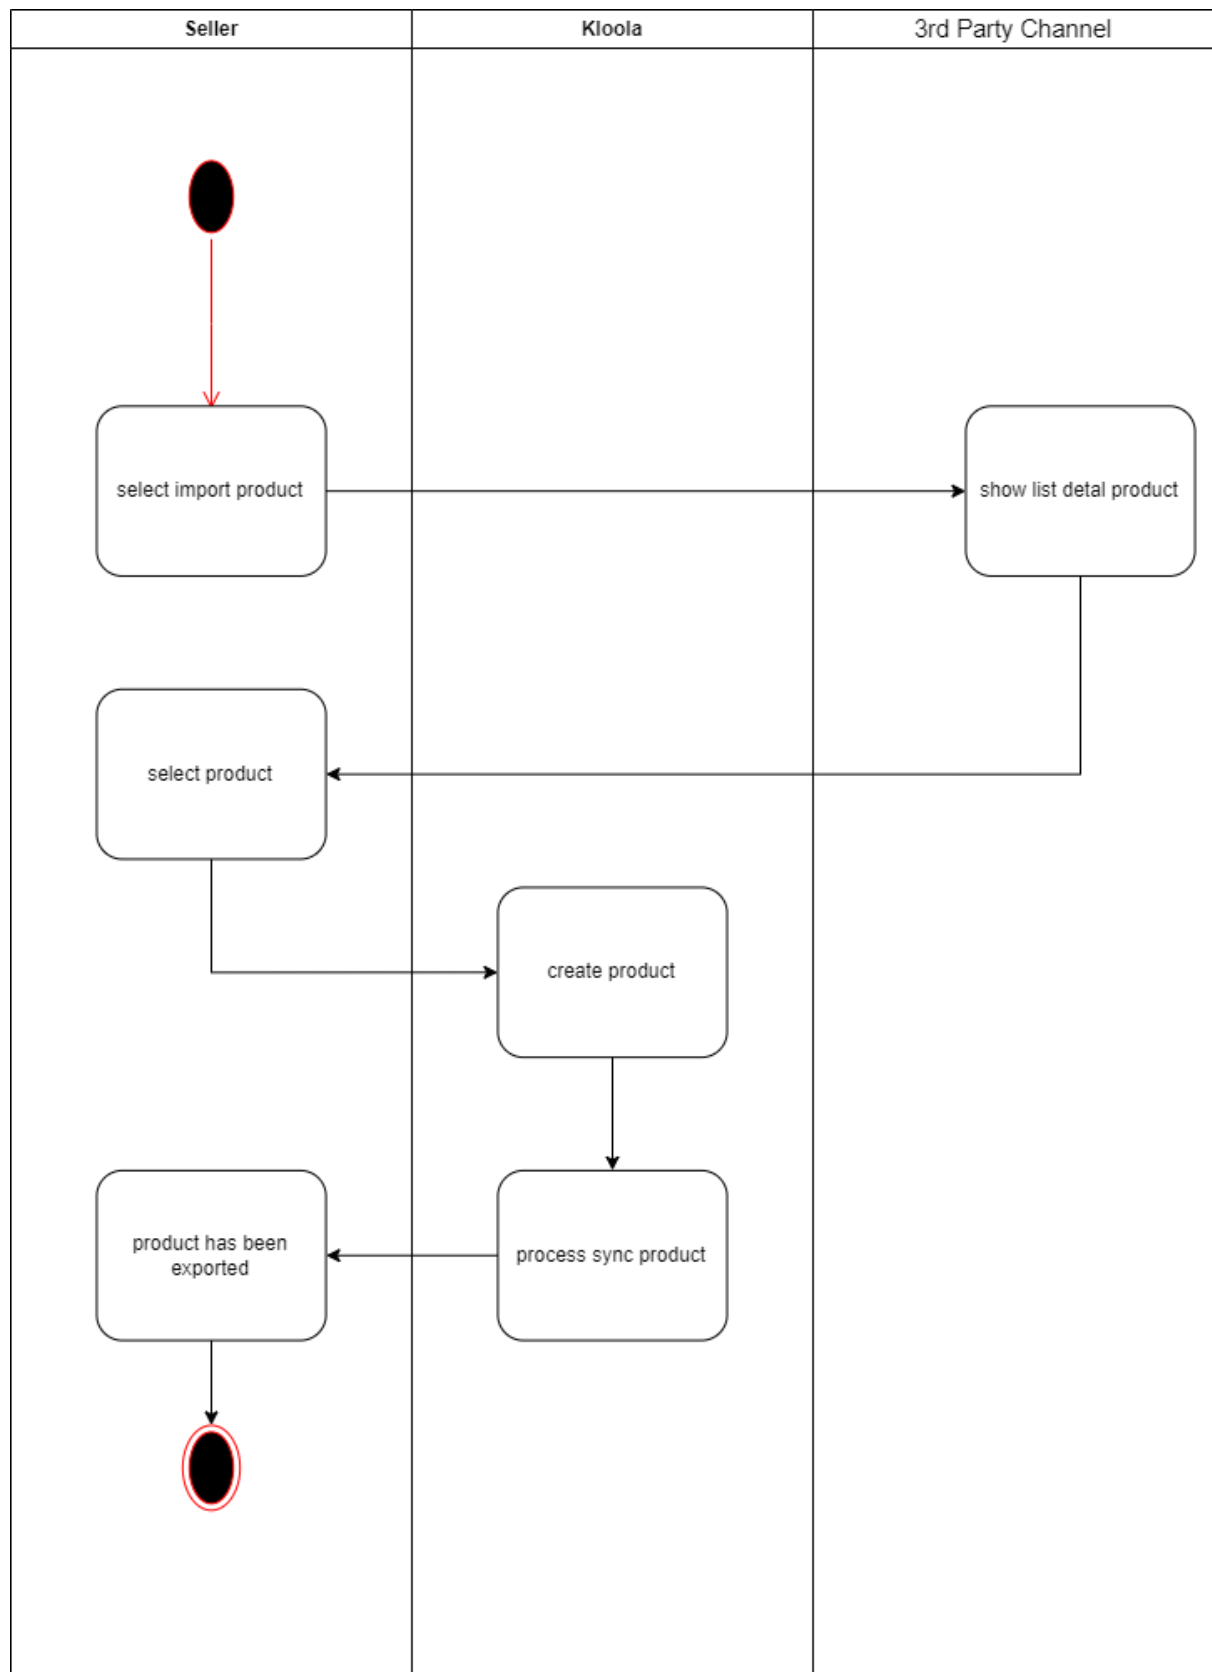 Seller
Kloola
3rd Party Channel
select import product
show list detal product
select product
create product
product has been
exported
process sync product